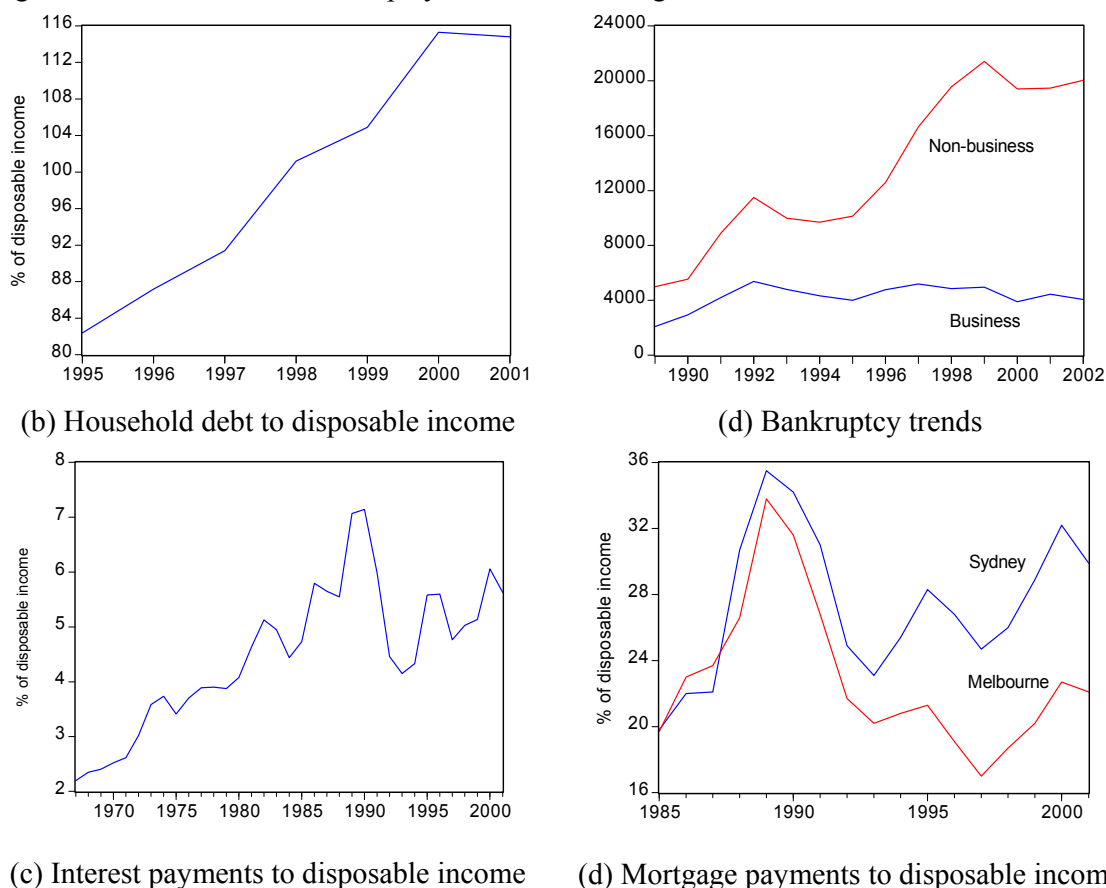 116
112
108
104
100
96
92
88
84
80
% of disposable income
1995 1996 1997 1998 1999 2000 2001
(b) Household debt to disposable income
24000
20000
16000
12000
8000
4000
0
Non-business
Business
1990 1992 1994 1996 1998 2000 2002
(d) Bankruptcy trends
8
7
6
5
4
3
2
% of disposable income
1970 1975 1980 1985 1990 1995 2000
(c) Interest payments to disposable income
36
32
28
24
20
16
% of disposable income
Sydney
Melbourne
1985 1990 1995 2000
(d) Mortgage payments to disposable incom